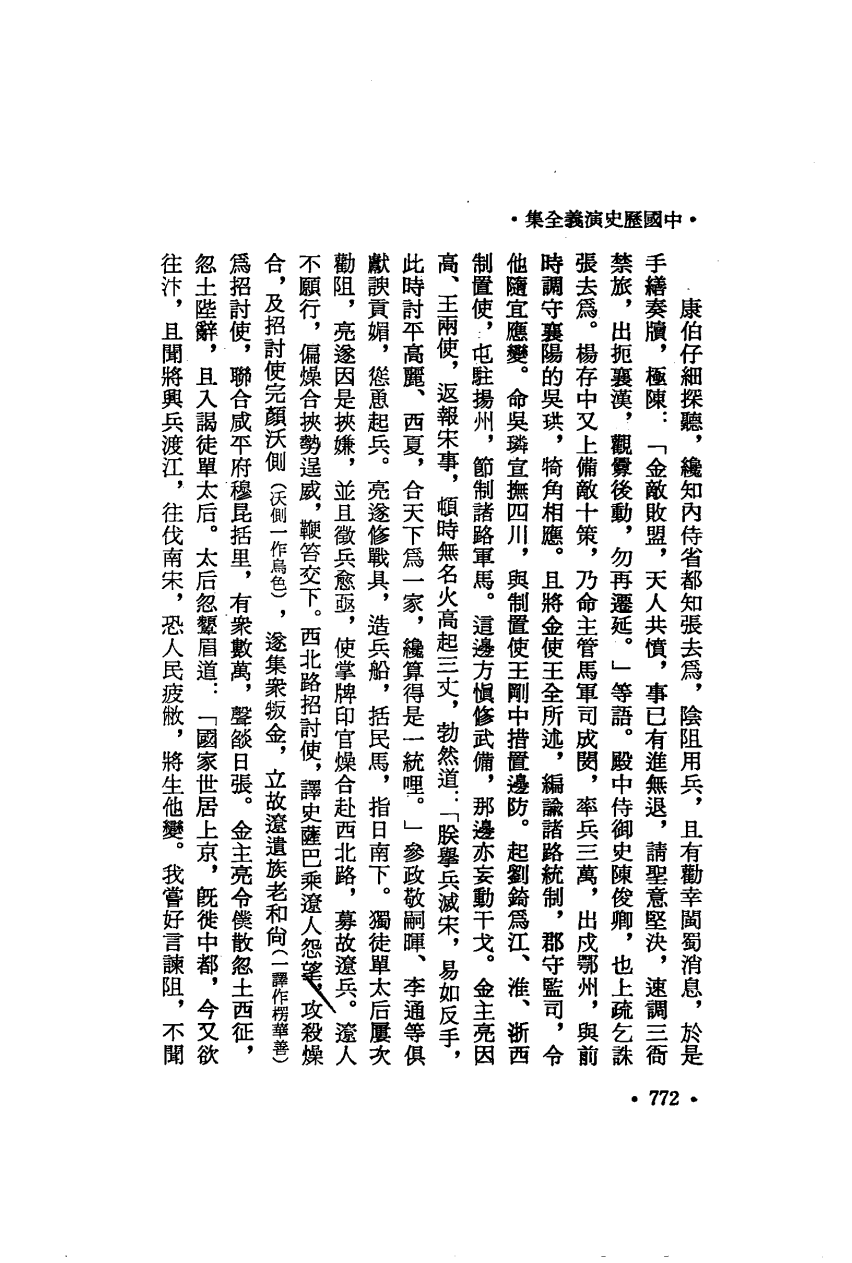 •中國歷史演義全集•
康伯仔細探聽，纔知內侍省都知張去爲，陰阻用兵，且有勸幸閩蜀消息，於是
手繕奏牘，極陳：「金敵敗盟，天人共憤，事已有進無退，請聖意堅決，速調三衙
禁旅，出扼襄漢，觀釁後動，勿再遷延。」等語。殿中侍御史陳俊卿，也上疏乞誅
張去爲。楊存中又上備敵十策，乃命主管馬軍司成閔，率兵三萬，出戍鄂州，與前
時調守襄陽的吳珙，犄角相應。且將金使王全所述，編諭諸路統制，郡守監司，令
他隨宜應變。命吳璘宣撫四川，與制置使王剛中措置邊防。起劉錡爲江、淮、浙西
制置使，屯駐揚州，節制諸路軍馬。這邊方愼修武備，那邊亦妄動干戈。金主亮因
高、王兩使，返報宋事，頓時無名火高起三丈，勃然道：「朕舉兵滅宋，易如反手，
此時討平高麗、西夏，合天下爲一家，纔算得是一統哩。」參政敬嗣暉、李通等俱
獻諛貢媚，慫恿起兵。亮遂修戰具，造兵船，括民馬，指日南下。獨徒單太后屢次
勸阻，亮遂因是挾嫌，並且徵兵愈亟，使掌牌印官燥合赴西北路，募故遼兵。遼人
不願行，偏燥合挾勢逞威，鞭笞交下。西北路招討使，譯史薩巴乘遼人怨望，攻殺燥
合，及招討使完顏沃側（沃側一作烏色），遂集衆叛金，立故遼遺族老和尙（一譯作楞華善）
爲招討使，聯合咸平府穆昆括里，有衆數萬，聲燄日張。金主亮令僕散忽土西征，
忽土陛辭，且入謁徒單太后。太后忽顰眉道：「國家世居上京，旣徙中都，今又欲
往汴，且聞將興兵渡江，往伐南宋，恐人民疲敝，將生他變。我嘗好言諫阻，不聞
•772•